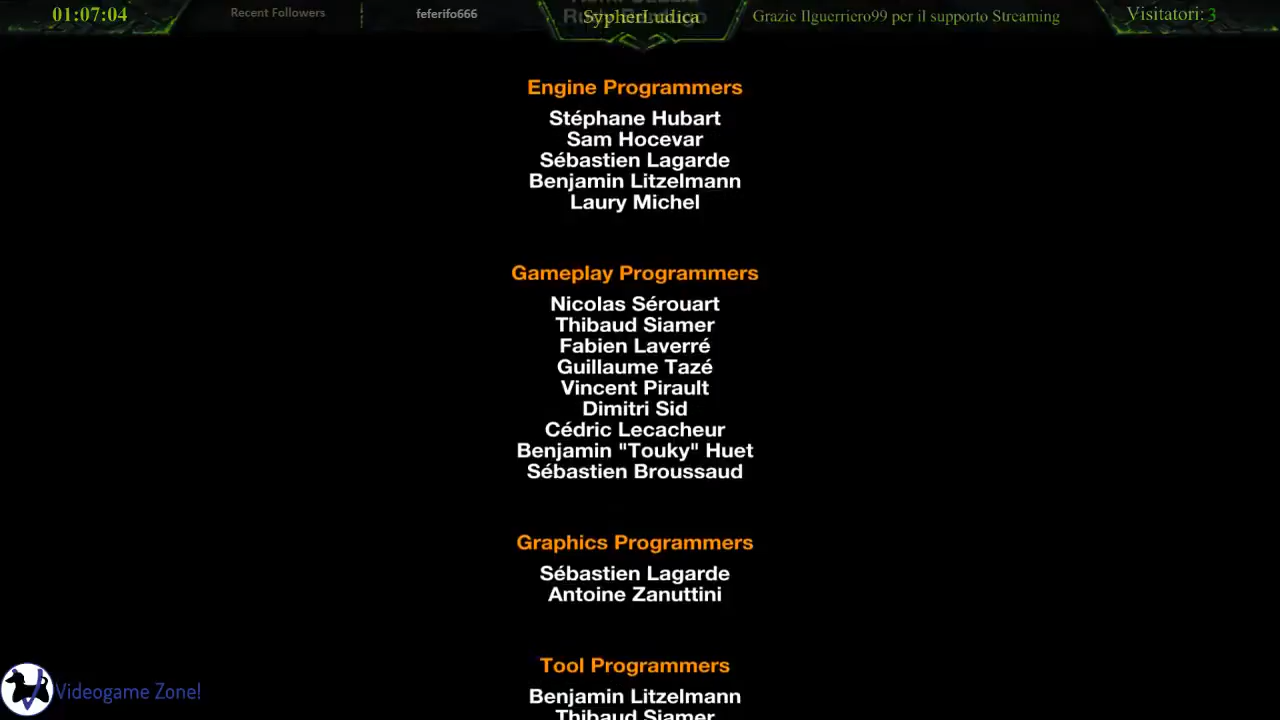 01:07:04
Recent Followers
feferifo666
SypherLudica
Grazie Ilguerriero99 per il supporto Streaming
Visitatori: 3
Engine Programmers
Stéphane Hubart
Sam Hocevar
Sébastien Lagarde
Benjamin Litzelmann
Laury Michel
Gameplay Programmers
Nicolas Sérouart
Thibaud Siamer
Fabien Laverré
Guillaume Tazé
Vincent Pirault
Dimitri Sid
Cédric Lecacheur
Benjamin "Touky" Huet
Sébastien Broussaud
Graphics Programmers
Sébastien Lagarde
Antoine Zanuttini
Tool Programmers
Benjamin Litzelmann
Thibaud Siamer
Videogame Zone!